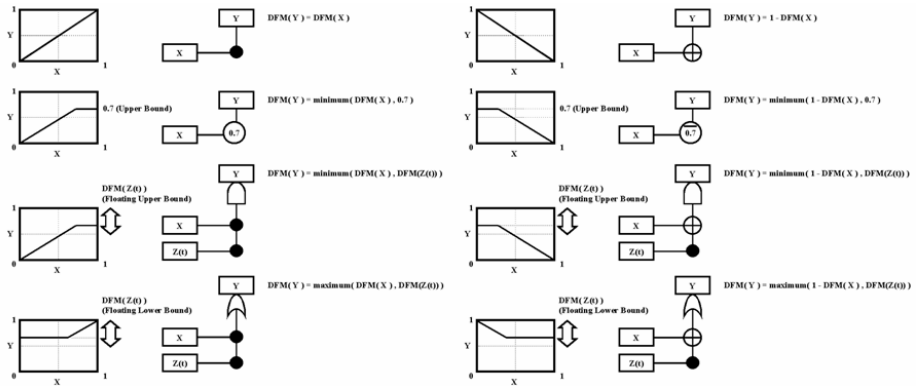 1
Y
0
X
1
Y
X
DFM( Y ) = DFM( X )
1
Y
0
X
1
Y
X
DFM( Y ) = 1 - DFM( X )
1
Y
0
X
1
0.7 (Upper Bound)
Y
X
0.7
DFM( Y ) = minimum( DFM( X ) , 0.7 )
1
Y
0
X
1
0.7 (Upper Bound)
Y
X
0.7
DFM( Y ) = minimum( 1 - DFM( X ) , 0.7 )
1
Y
0
X
1
DFM( Z(t) )
(Floating Upper Bound)
Y
X
Z(t)
DFM( Y ) = minimum( DFM( X ) , DFM(Z(t)) )
1
Y
0
X
1
DFM( Z(t) )
(Floating Upper Bound)
Y
X
Z(t)
DFM( Y ) = minimum( 1 - DFM( X ) , DFM(Z(t)) )
1
Y
0
X
1
DFM( Z(t) )
(Floating Lower Bound)
Y
X
Z(t)
DFM( Y ) = maximum( DFM( X ) , DFM(Z(t)) )
1
Y
0
X
1
DFM( Z(t) )
(Floating Lower Bound)
Y
X
Z(t)
DFM( Y ) = maximum( 1 - DFM( X ) , DFM(Z(t)) )